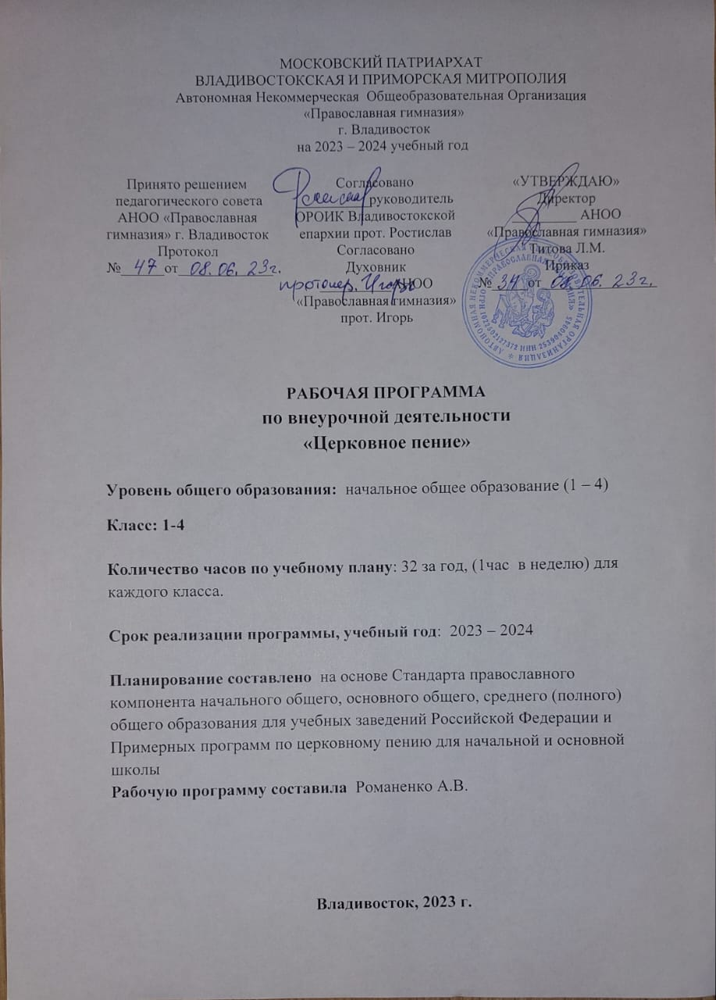 МОСКОВСКИЙ ПАТРИАРХАТ
ВЛАДИВОСТОКСКАЯ И ПРИМОРСКАЯ МИТРОПОЛИЯ
Автономная Некоммерческая Общеобразовательная Организация
«Православная гимназия»
г. Владивосток
на 2023 – 2024 учебный год
Принято решением
педагогического совета
АНОО «Православная
гимназия» г. Владивосток
Протокол
№ 47 от 08.06.23г.
Согласовано
руководитель
ОРОИК Владивостокской
епархии прот. Ростислав
Согласовано
Духовник
протоиер. Игорь АНОО
«Православная гимназия»
прот. Игорь
«УТВЕРЖДАЮ»
Директор
АНОО
«Православная гимназия»
Титова Л.М.
Приказ
№ 34 от 08.06.23г.
РАБОЧАЯ ПРОГРАММА
по внеурочной деятельности
«Церковное пение»
Уровень общего образования: начальное общее образование (1 – 4)
Класс: 1-4
Количество часов по учебному плану: 32 за год, (1час в неделю) для
каждого класса.
Срок реализации программы, учебный год: 2023 – 2024
Планирование составлено на основе Стандарта православного
компонента начального общего, основного общего, среднего (полного)
общего образования для учебных заведений Российской Федерации и
Примерных программ по церковному пению для начальной и основной
школы
Рабочую программу составила Романенко А.В.
Владивосток, 2023 г.